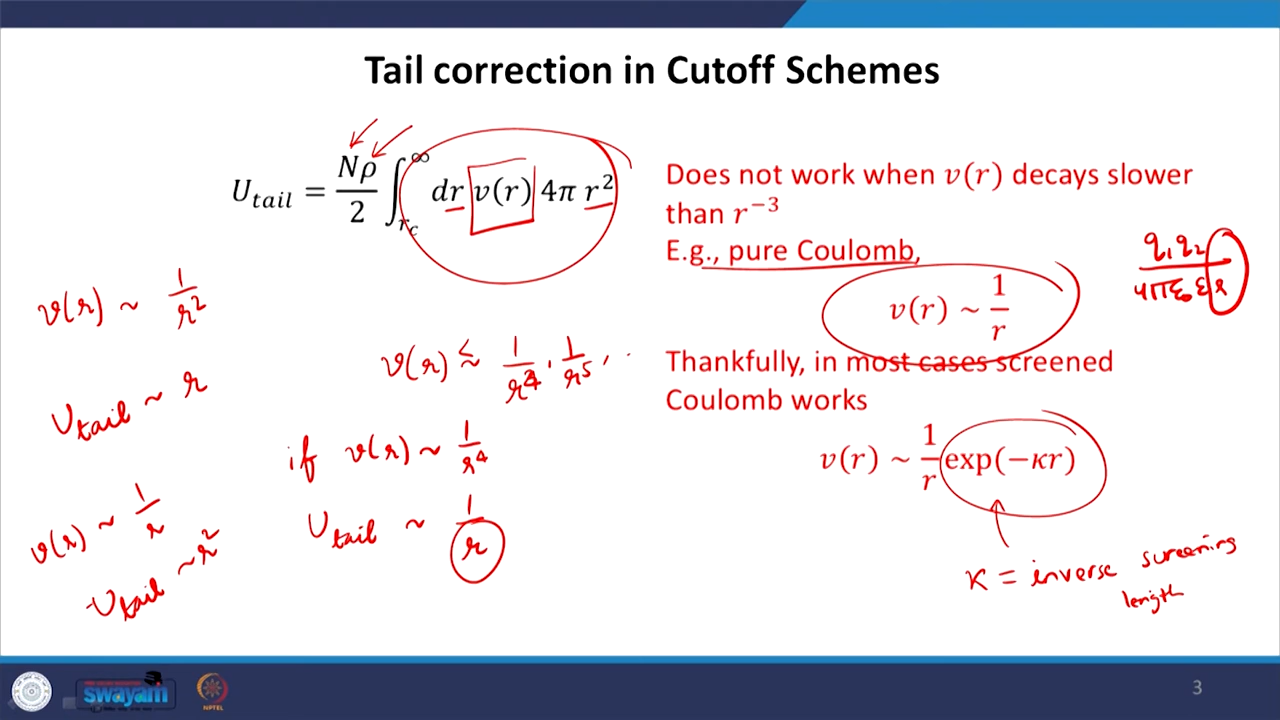 Tail correction in Cutoff Schemes
U_tail = Nρ/2 ∫_{r_c}^{∞} dr v(r) 4π r²
Does not work when v(r) decays slower
than r⁻³
E.g., pure Coulomb,
v(r) ~ 1/r
q₁q₂/4πε₀εr
Thankfully, in most cases screened
Coulomb works
v(r) ~ 1/r exp(−κr)
κ = inverse screening
length
v(r) ~ 1/r²
U_tail ~ r
v(r) ~ 1/r
U_tail ~ r²
v(r) ≲ 1/r⁴, 1/r⁵, ..
if v(r) ~ 1/r⁴
U_tail ~ 1/r
swayam
NPTEL
3